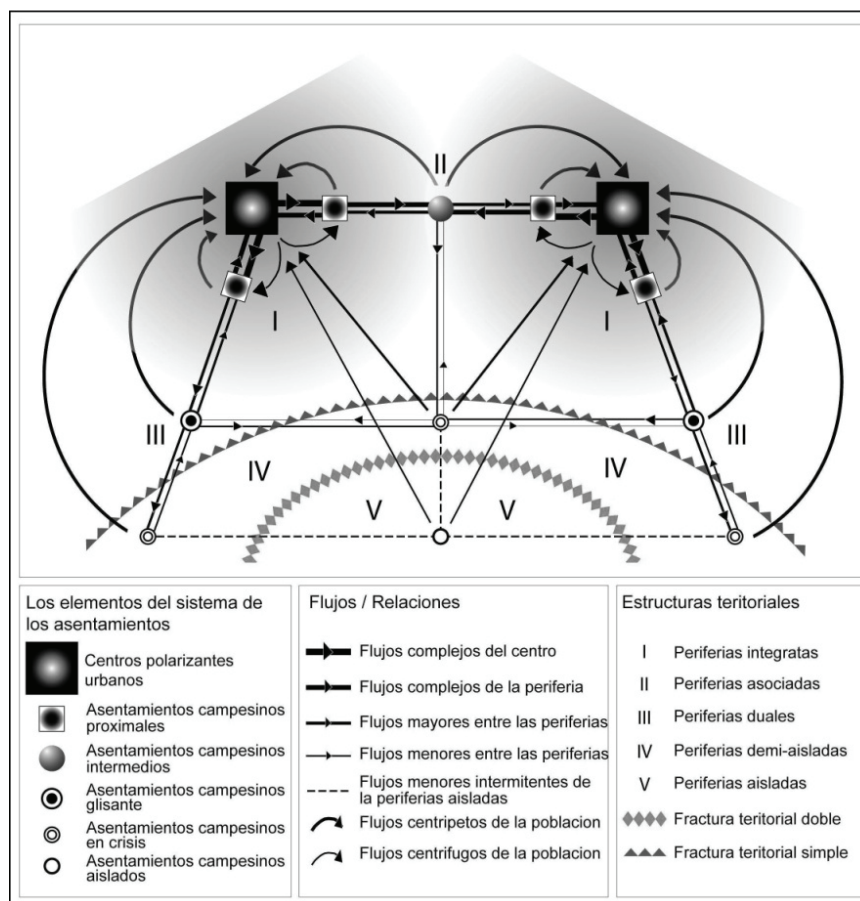 II
I
I
III
III
IV
IV
V
V
Los elementos del sistema de
los asentamientos
Centros polarizantes
urbanos
Asentamientos campesinos
proximales
Asentamientos campesinos
intermedios
Asentamientos campesinos
glisante
Asentamientos campesinos
en crisis
Asentamientos campesinos
aislados
Flujos / Relaciones
Flujos complejos del centro
Flujos complejos de la periferia
Flujos mayores entre las periferias
Flujos menores entre las periferias
Flujos menores intermitentes de
la periferias aisladas
Flujos centripetos de la poblacion
Flujos centrifugos de la poblacion
Estructuras teritoriales
I Periferias integratas
II Periferias asociadas
III Periferias duales
IV Periferias demi-aisladas
V Periferias aisladas
Fractura teritorial doble
Fractura teritorial simple